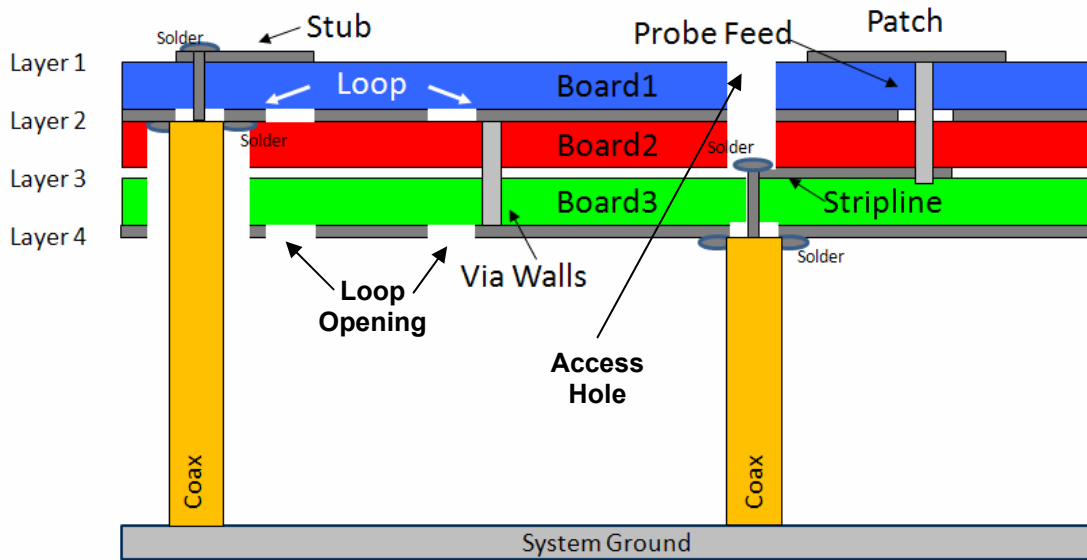 Solder
Stub
Probe Feed
Patch
Layer 1
Loop
Board1
Layer 2
Solder
Board2
Solder
Layer 3
Board3
Stripline
Layer 4
Solder
Via Walls
Loop
Opening
Access
Hole
Coax
Coax
System Ground